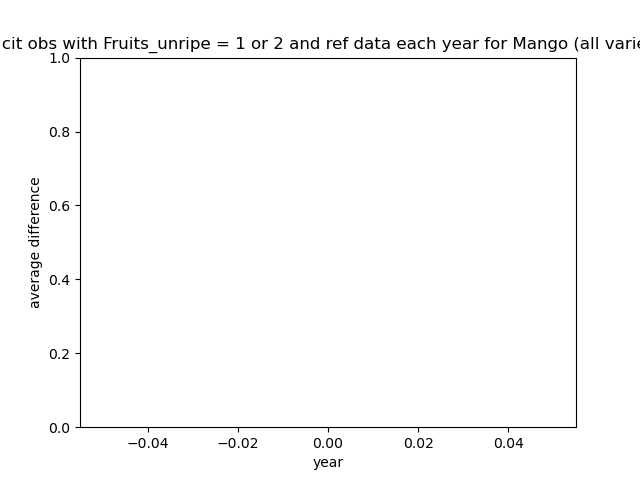 cit obs with Fruits_unripe = 1 or 2 and ref data each year for Mango (all varie
1.0
0.8
0.6
0.4
0.2
0.0
average difference
−0.04 −0.02 0.00 0.02 0.04
year